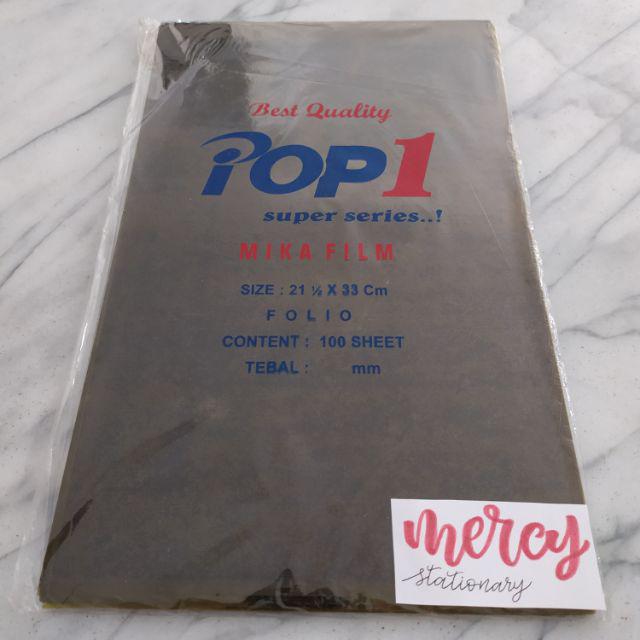 Best Quality
POP1
super series..!
MIKA FILM
SIZE : 21 ½ X 33 Cm
FOLIO
CONTENT : 100 SHEET
TEBAL : mm
mercy
stationary